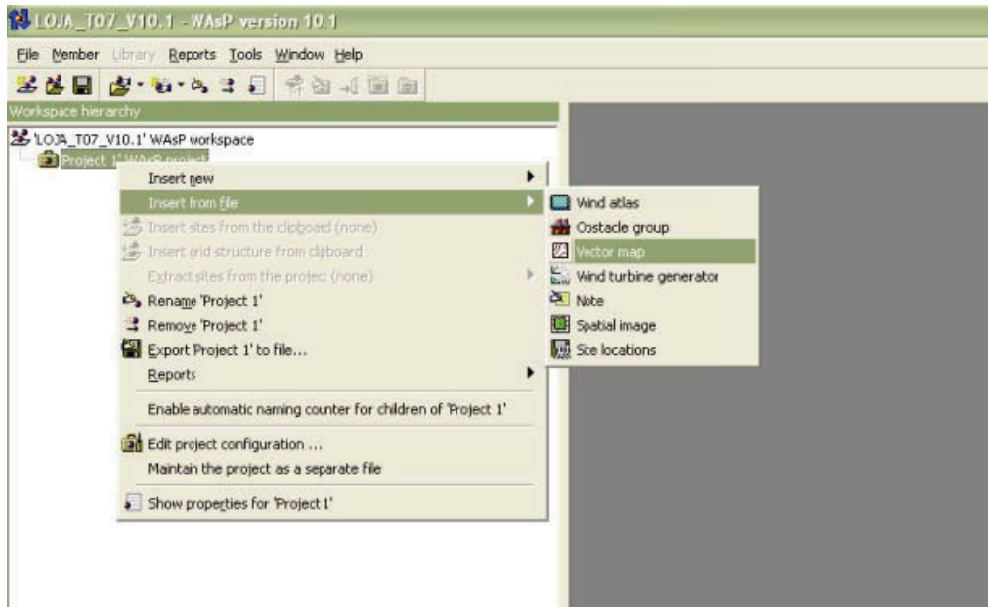 LOJA_T07_V10.1 - WAsP version 10.1
File Member Library Reports Tools Window Help
Workspace hierarchy
'LOJA_T07_V10.1' WAsP workspace
'Project 1' WAsP project
Insert new
Insert from file
Insert sites from the clipboard (none)
Insert grid structure from clipboard
Extract sites from the project (none)
Rename 'Project 1'
Remove 'Project 1'
Export 'Project 1' to file...
Reports
Enable automatic naming counter for children of 'Project 1'
Edit project configuration ...
Maintain the project as a separate file
Show properties for 'Project 1'
Wind atlas
Obstacle group
Vector map
Wind turbine generator
Note
Spatial image
Site locations